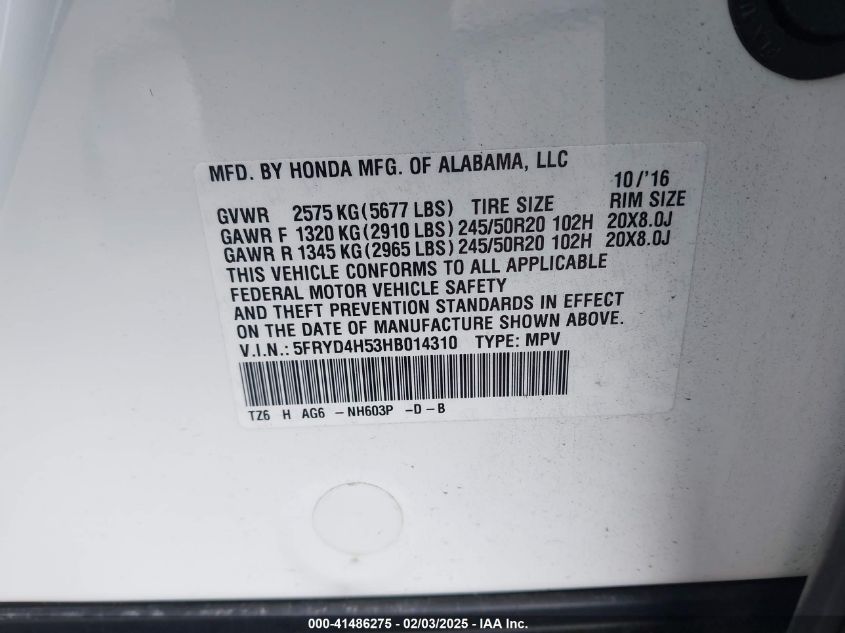 MFD. BY HONDA MFG. OF ALABAMA, LLC
10/'16
GVWR 2575 KG(5677 LBS) TIRE SIZE RIM SIZE
GAWR F 1320 KG(2910 LBS) 245/50R20 102H 20X8.0J
GAWR R 1345 KG(2965 LBS) 245/50R20 102H 20X8.0J
THIS VEHICLE CONFORMS TO ALL APPLICABLE
FEDERAL MOTOR VEHICLE SAFETY
AND THEFT PREVENTION STANDARDS IN EFFECT
ON THE DATE OF MANUFACTURE SHOWN ABOVE.
V.I.N.: 5FRYD4H53HB014310 TYPE: MPV
TZ6 H AG6 -NH603P -D-B
000-41486275 - 02/03/2025 - IAA Inc.